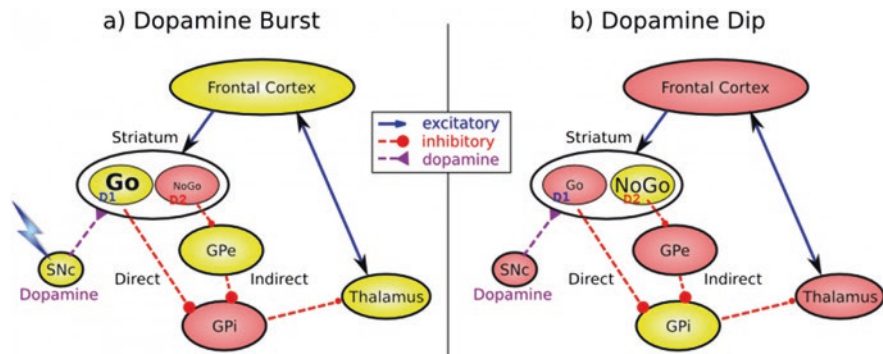 a) Dopamine Burst
b) Dopamine Dip
Frontal Cortex
Striatum
Go
D1
NoGo
D2
GPe
SNc
Dopamine
Direct
Indirect
GPi
Thalamus
excitatory
inhibitory
dopamine
Frontal Cortex
Striatum
Go
D1
NoGo
D2
GPe
SNc
Dopamine
Direct
Indirect
GPi
Thalamus